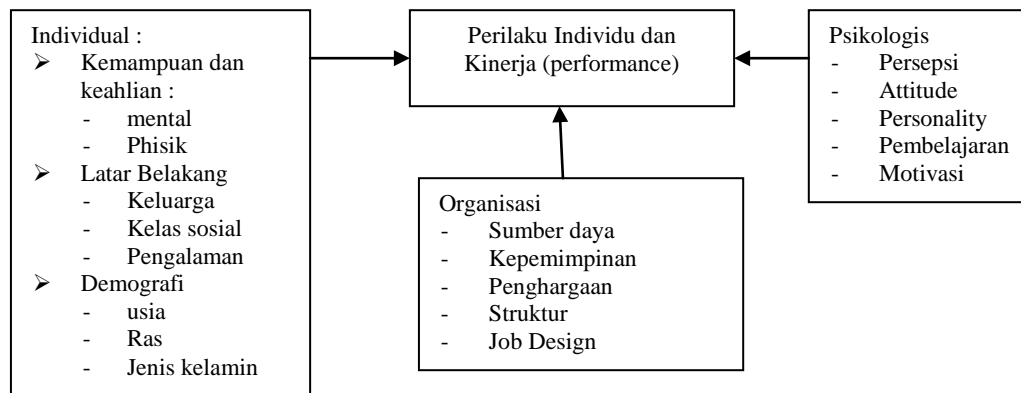 Individual :
➢ Kemampuan dan
keahlian :
- mental
- Phisik
➢ Latar Belakang
- Keluarga
- Kelas sosial
- Pengalaman
➢ Demografi
- usia
- Ras
- Jenis kelamin
Perilaku Individu dan
Kinerja (performance)
Organisasi
- Sumber daya
- Kepemimpinan
- Penghargaan
- Struktur
- Job Design
Psikologis
- Persepsi
- Attitude
- Personality
- Pembelajaran
- Motivasi